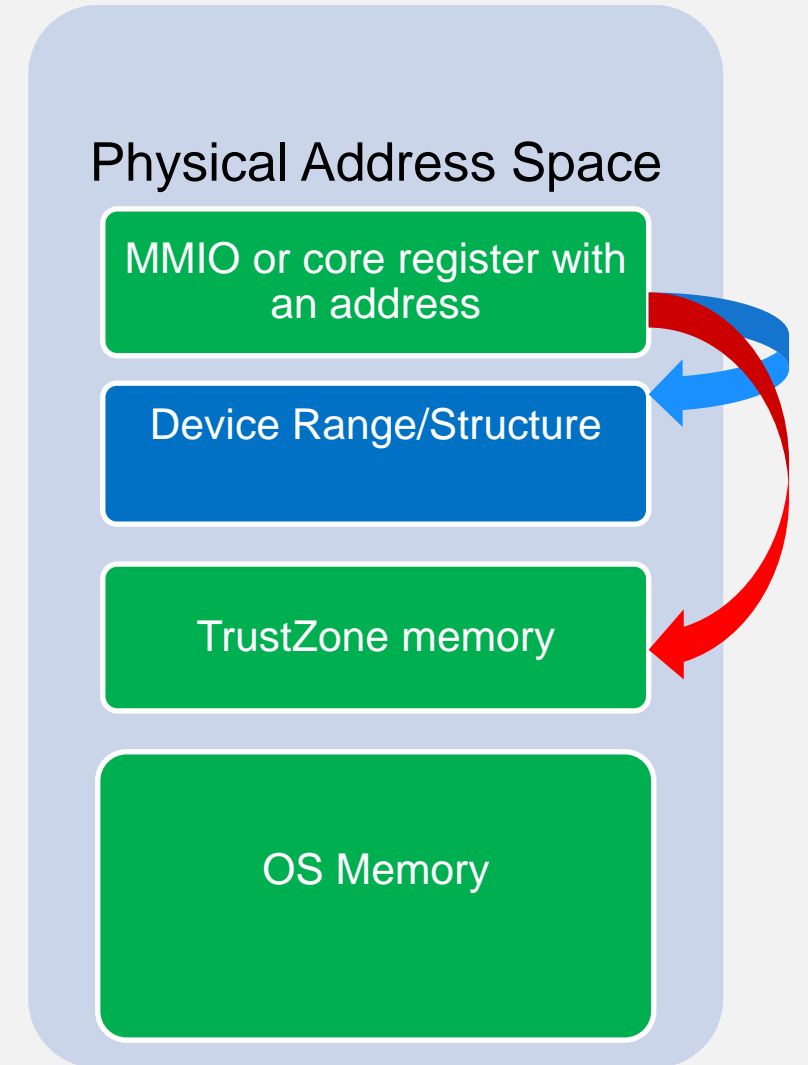 Physical Address Space
MMIO or core register with
an address
Device Range/Structure
TrustZone memory
OS Memory